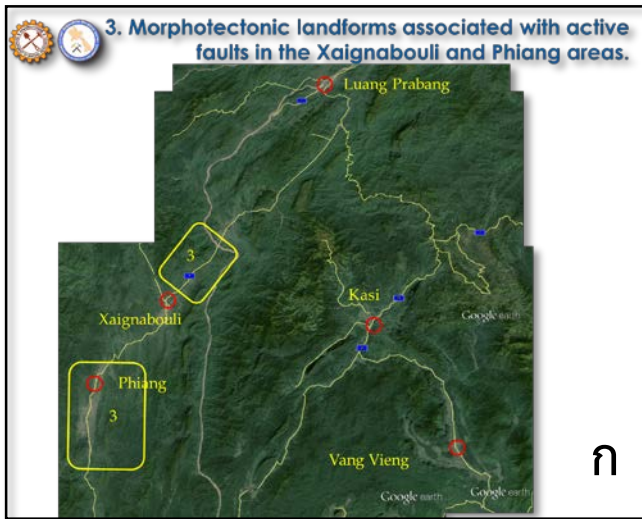 3. Morphotectonic landforms associated with active
faults in the Xaignabouli and Phiang areas.
Luang Prabang
3
Kasi
Xaignabouli
Google earth
Phiang
3
Vang Vieng
ก
Google earth
Google earth